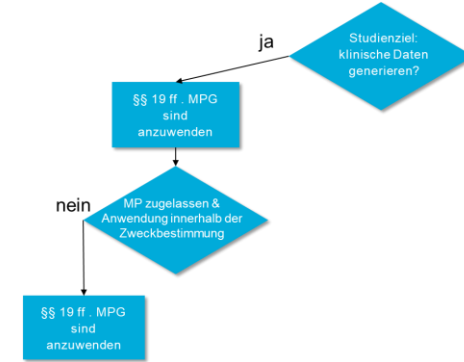 Studienziel:
klinische Daten
generieren?
ja
§§ 19 ff . MPG
sind
anzuwenden
nein
MP zugelassen &
Anwendung innerhalb der
Zweckbestimmung
§§ 19 ff . MPG
sind
anzuwenden